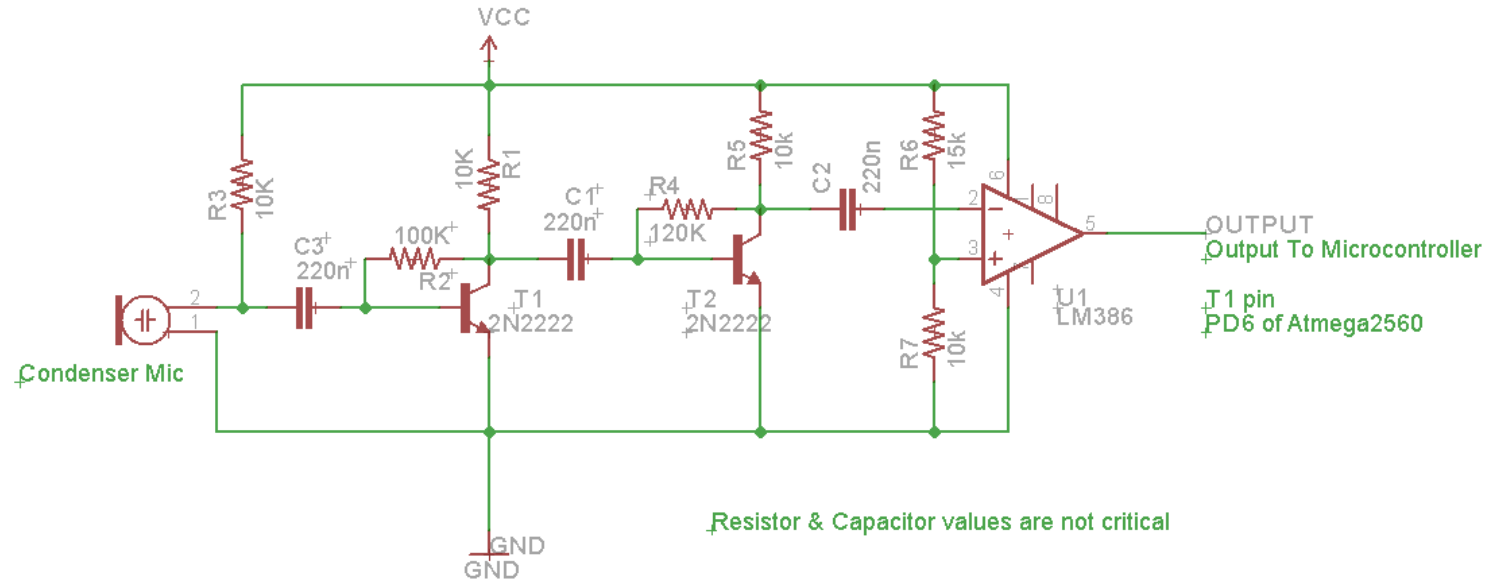 VCC
R3
10K
10K
R1
R5
10k
C2
220n
R6
15k
6
2
1
8
5
3
4
7
C1
220n
R4
120K
C3
220n
100K
R2
2
1
T1
2N2222
T2
2N2222
R7
10k
U1
LM386
OUTPUT
Output To Microcontroller
T1 pin
PD6 of Atmega2560
Condenser Mic
Resistor & Capacitor values are not critical
GND
GND